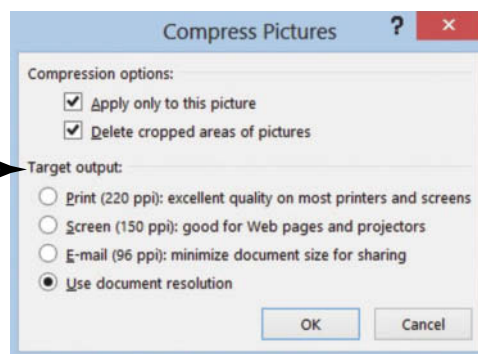 Compress Pictures ? ×
Compression options:
Apply only to this picture
Delete cropped areas of pictures
Target output:
Print (220 ppi): excellent quality on most printers and screens
Screen (150 ppi): good for Web pages and projectors
E-mail (96 ppi): minimize document size for sharing
Use document resolution
OK Cancel